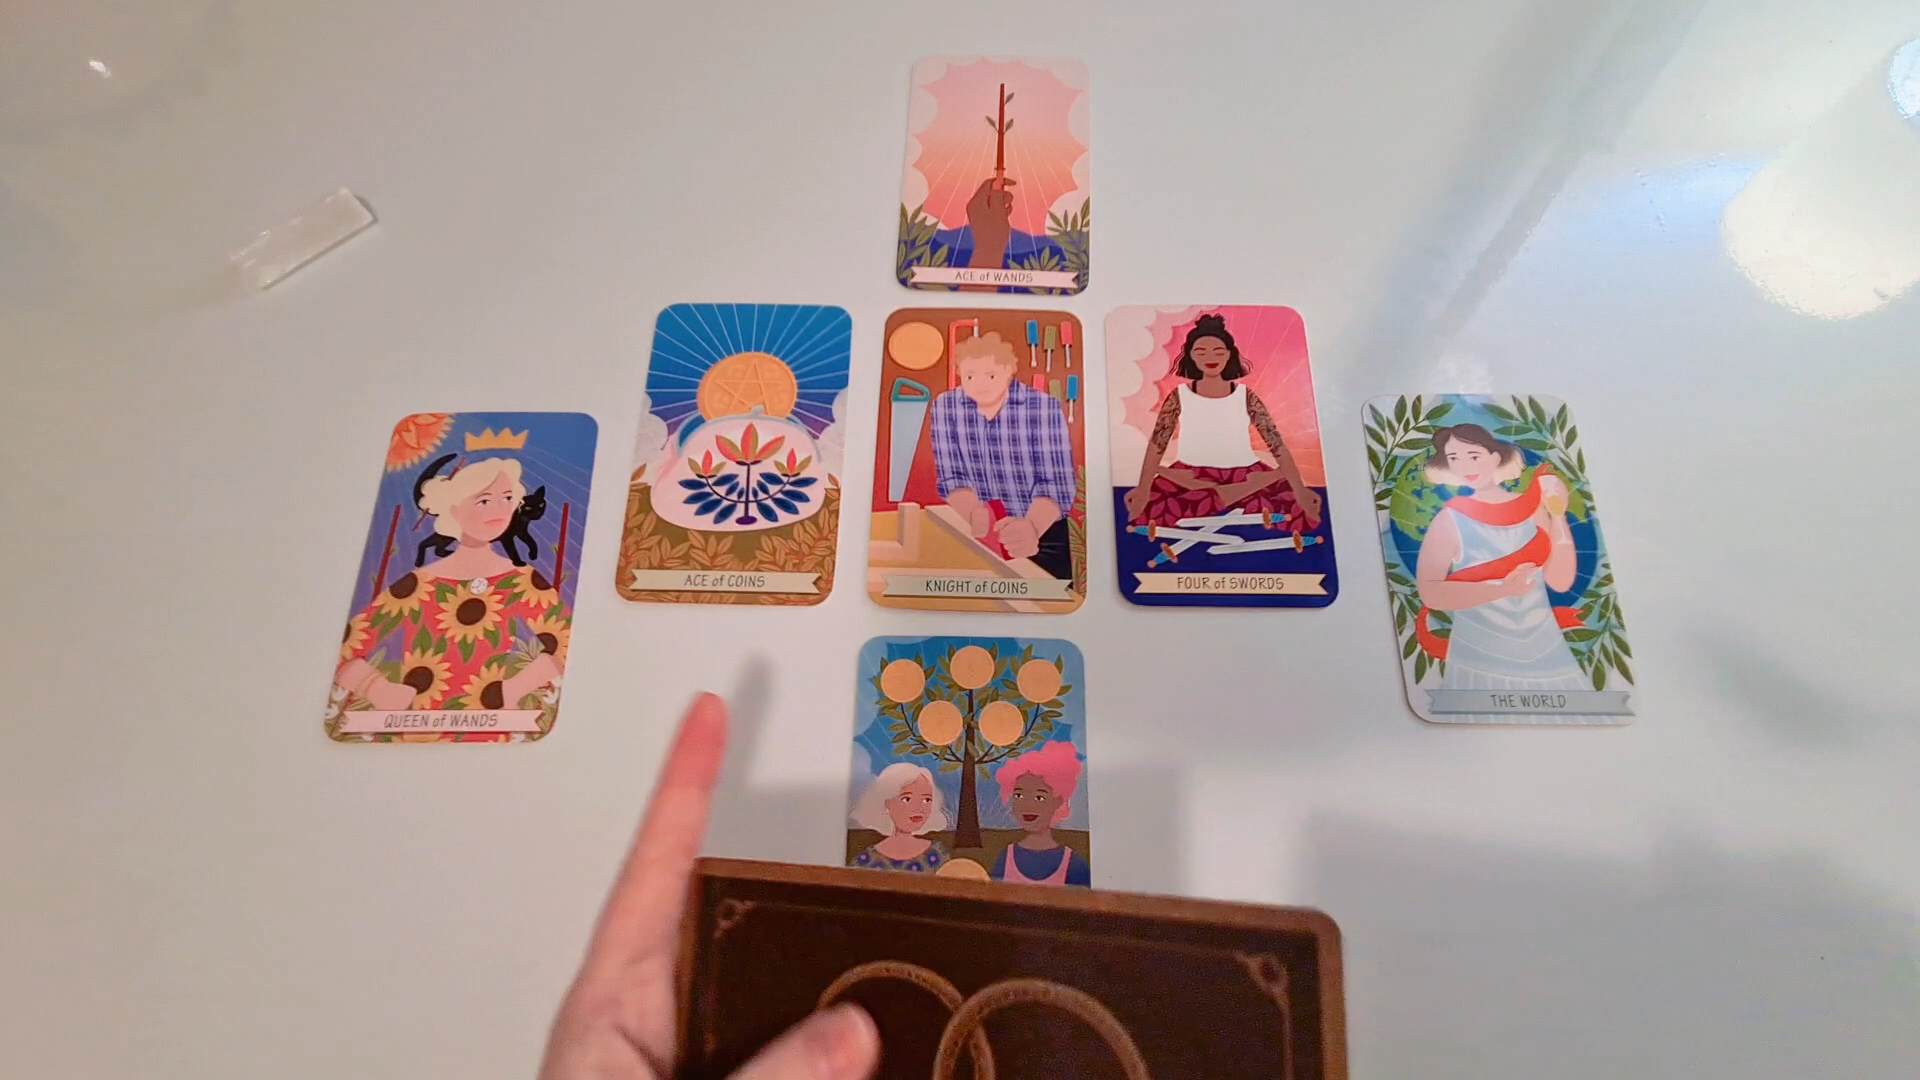 ACE of WANDS
ACE of COINS
KNIGHT of COINS
FOUR of SWORDS
QUEEN of WANDS
THE WORLD